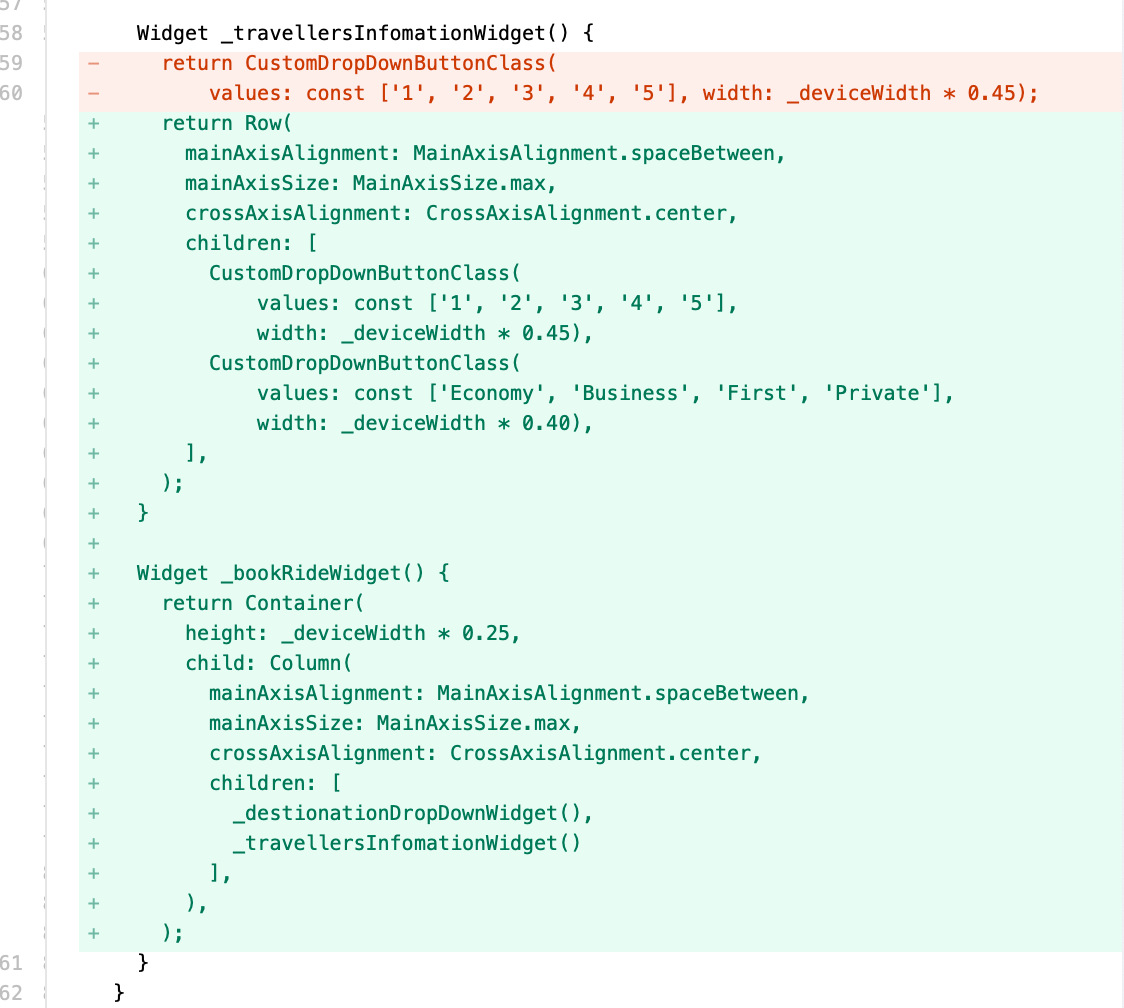 57
58 Widget _travellersInfomationWidget() {
59 - return CustomDropDownButtonClass(
60 - values: const ['1', '2', '3', '4', '5'], width: _deviceWidth * 0.45);
+ return Row(
+ mainAxisAlignment: MainAxisAlignment.spaceBetween,
+ mainAxisSize: MainAxisSize.max,
+ crossAxisAlignment: CrossAxisAlignment.center,
+ children: [
+ CustomDropDownButtonClass(
+ values: const ['1', '2', '3', '4', '5'],
+ width: _deviceWidth * 0.45),
+ CustomDropDownButtonClass(
+ values: const ['Economy', 'Business', 'First', 'Private'],
+ width: _deviceWidth * 0.40),
+ ],
+ );
+ }
+
+ Widget _bookRideWidget() {
+ return Container(
+ height: _deviceWidth * 0.25,
+ child: Column(
+ mainAxisAlignment: MainAxisAlignment.spaceBetween,
+ mainAxisSize: MainAxisSize.max,
+ crossAxisAlignment: CrossAxisAlignment.center,
+ children: [
+ _destionationDropDownWidget(),
+ _travellersInfomationWidget()
+ ],
+ ),
+ );
61 }
62 }